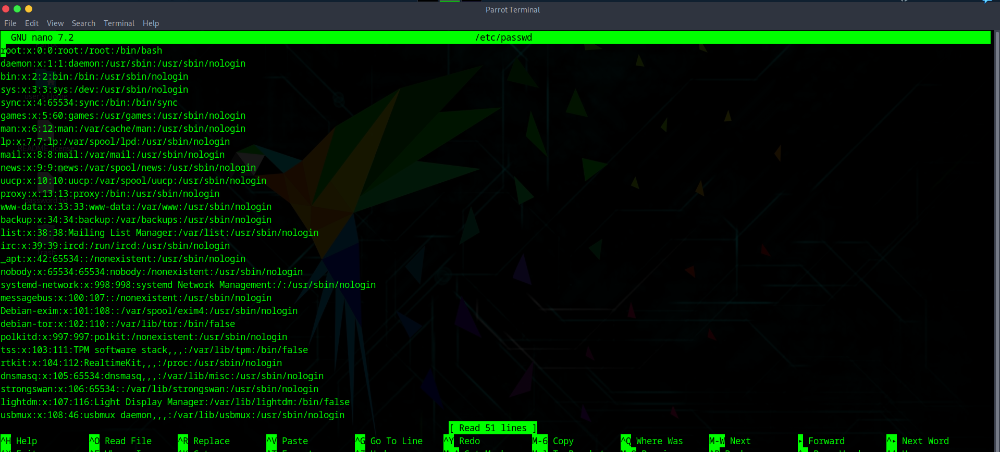 Parrot Terminal
File Edit View Search Terminal Help
GNU nano 7.2 /etc/passwd
root:x:0:0:root:/root:/bin/bash
daemon:x:1:1:daemon:/usr/sbin:/usr/sbin/nologin
bin:x:2:2:bin:/bin:/usr/sbin/nologin
sys:x:3:3:sys:/dev:/usr/sbin/nologin
sync:x:4:65534:sync:/bin:/bin/sync
games:x:5:60:games:/usr/games:/usr/sbin/nologin
man:x:6:12:man:/var/cache/man:/usr/sbin/nologin
lp:x:7:7:lp:/var/spool/lpd:/usr/sbin/nologin
mail:x:8:8:mail:/var/mail:/usr/sbin/nologin
news:x:9:9:news:/var/spool/news:/usr/sbin/nologin
uucp:x:10:10:uucp:/var/spool/uucp:/usr/sbin/nologin
proxy:x:13:13:proxy:/bin:/usr/sbin/nologin
www-data:x:33:33:www-data:/var/www:/usr/sbin/nologin
backup:x:34:34:backup:/var/backups:/usr/sbin/nologin
list:x:38:38:Mailing List Manager:/var/list:/usr/sbin/nologin
irc:x:39:39:ircd:/run/ircd:/usr/sbin/nologin
_apt:x:42:65534::/nonexistent:/usr/sbin/nologin
nobody:x:65534:65534:nobody:/nonexistent:/usr/sbin/nologin
systemd-network:x:998:998:systemd Network Management:/:/usr/sbin/nologin
messagebus:x:100:107::/nonexistent:/usr/sbin/nologin
Debian-exim:x:101:108::/var/spool/exim4:/usr/sbin/nologin
debian-tor:x:102:110::/var/lib/tor:/bin/false
polkitd:x:997:997:polkit:/nonexistent:/usr/sbin/nologin
tss:x:103:111:TPM software stack,,,:/var/lib/tpm:/bin/false
rtkit:x:104:112:RealtimeKit,,,:/proc:/usr/sbin/nologin
dnsmasq:x:105:65534:dnsmasq,,,:/var/lib/misc:/usr/sbin/nologin
strongswan:x:106:65534::/var/lib/strongswan:/usr/sbin/nologin
lightdm:x:107:116:Light Display Manager:/var/lib/lightdm:/bin/false
usbmux:x:108:46:usbmux daemon,,,:/var/lib/usbmux:/usr/sbin/nologin
[ Read 51 lines ]
^H Help ^O Read File ^R Replace ^V Paste ^G Go To Line ^Y Redo M-6 Copy ^Q Where Was M-W Next ▸ Forward ^▸ Next Word